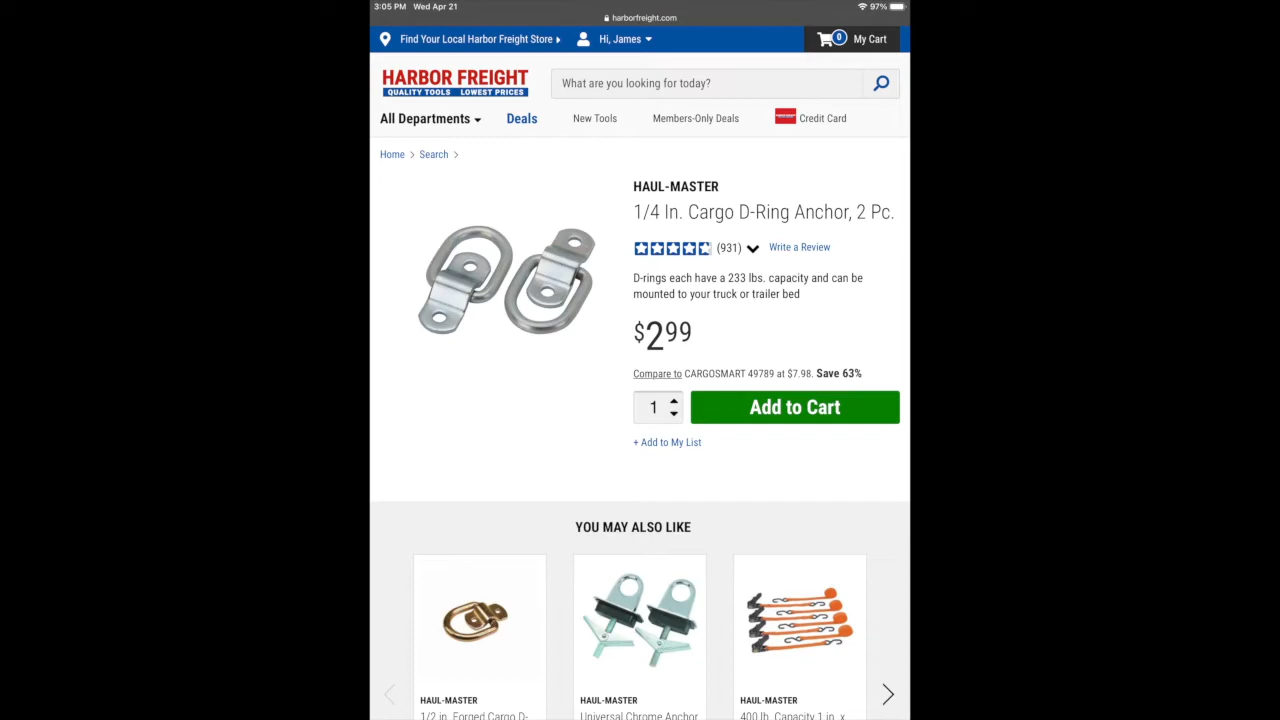 3:05 PM Wed Apr 21
97%
harborfreight.com
Find Your Local Harbor Freight Store
Hi, James
0
My Cart
HARBOR FREIGHT
QUALITY TOOLS LOWEST PRICES
What are you looking for today?
All Departments
Deals
New Tools
Members-Only Deals
Credit Card
Home > Search >
HAUL-MASTER
1/4 In. Cargo D-Ring Anchor, 2 Pc.
(931)
Write a Review
D-rings each have a 233 lbs. capacity and can be
mounted to your truck or trailer bed
$2 99
Compare to CARGOSMART 49789 at $7.98. Save 63%
1
Add to Cart
+ Add to My List
YOU MAY ALSO LIKE
HAUL-MASTER
1/2 in. Forged Cargo D-
HAUL-MASTER
Universal Chrome Anchor
HAUL-MASTER
400 lb. Capacity 1 in. x